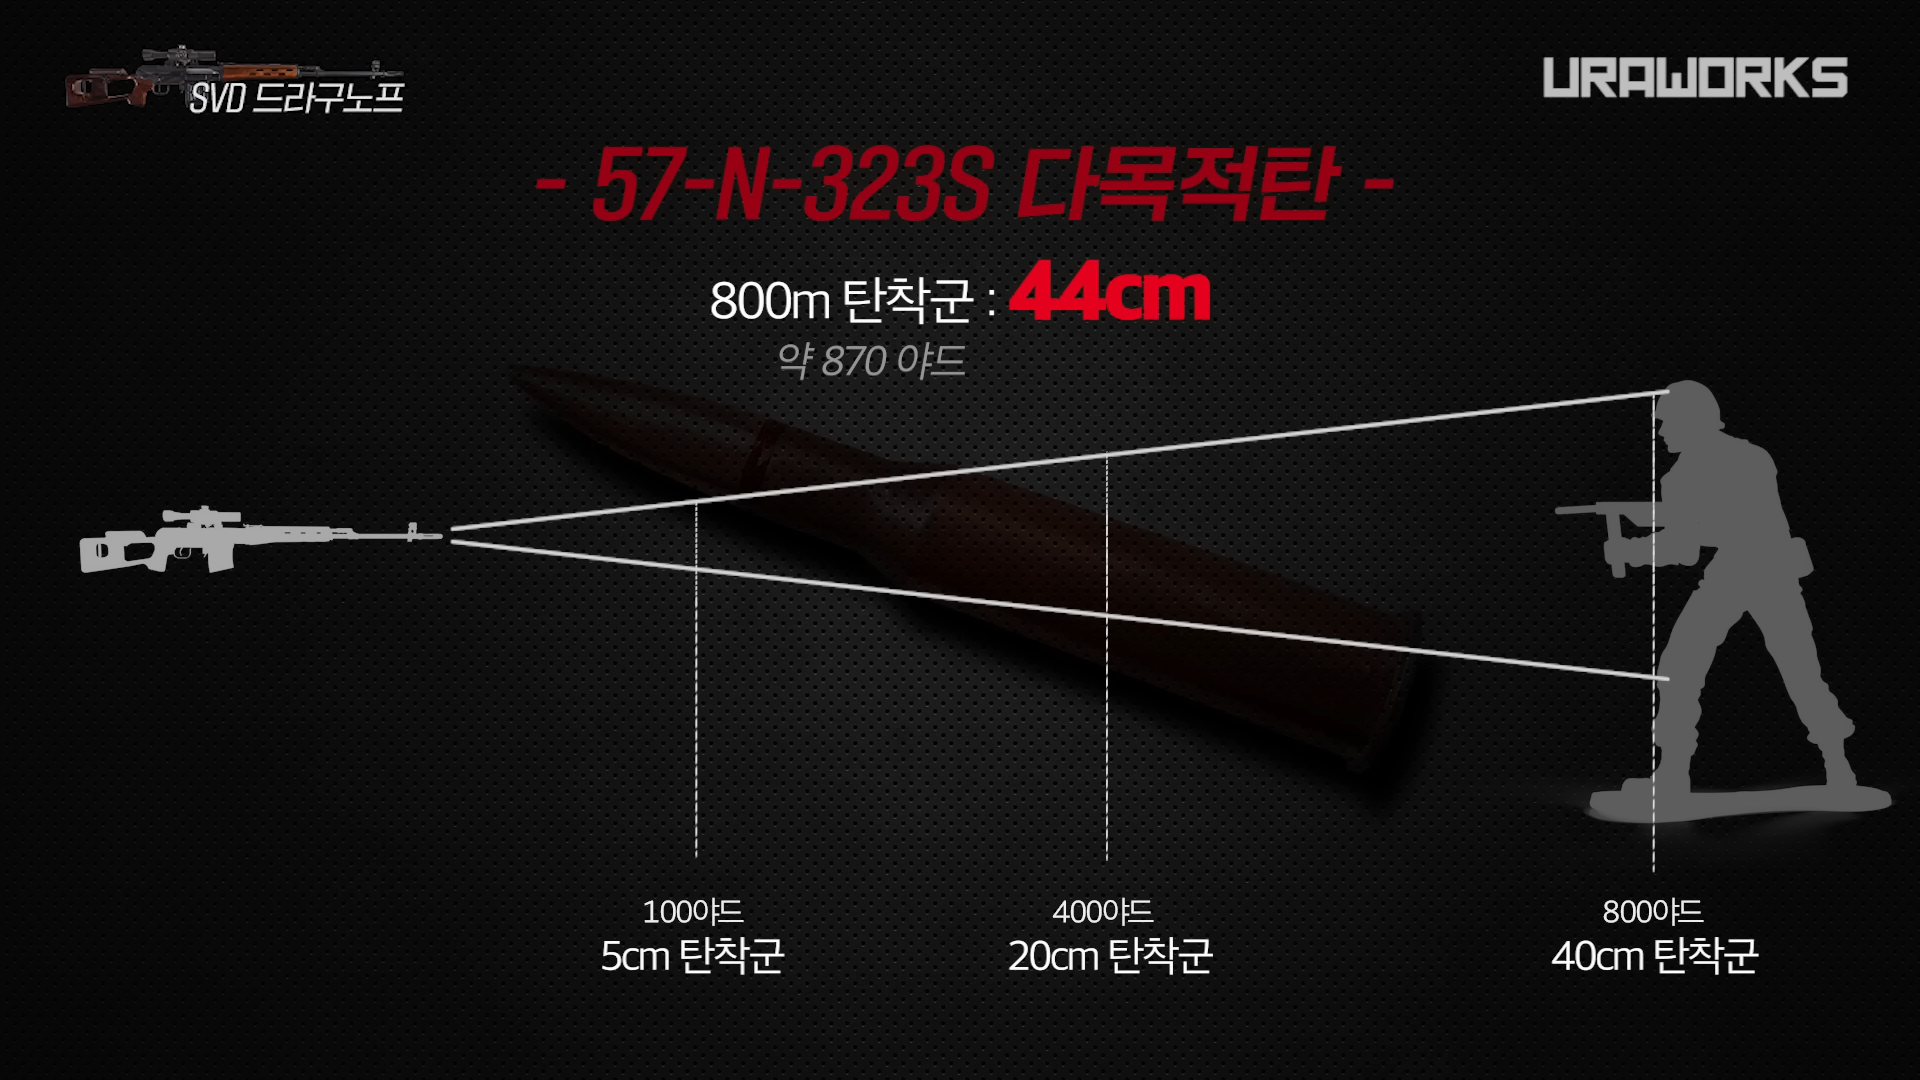 SVD 드라구노프
URAWORKS
- 57-N-323S 다목적탄 -
800m 탄착군 : 44cm
약 870 야드
1000야드
5cm 탄착군
4000야드
20cm 탄착군
8000야드
40cm 탄착군